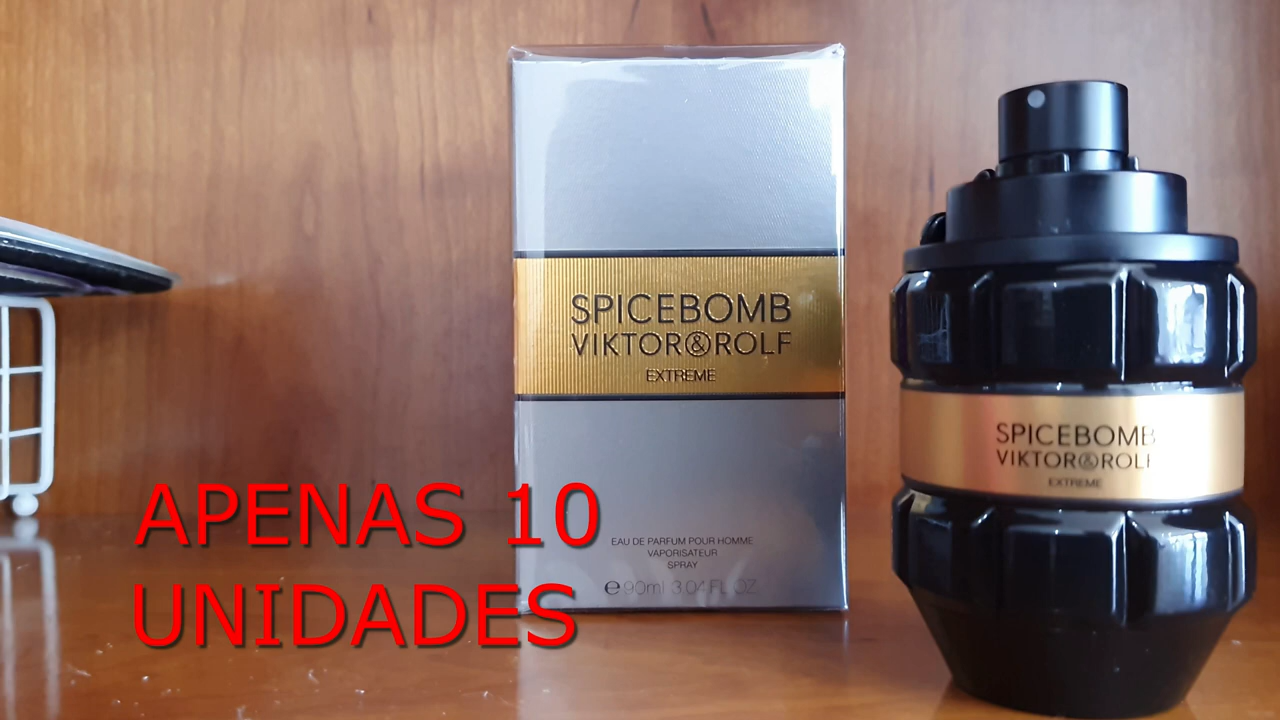 SPICEBOMB
VIKTOR&ROLF
EXTREME
EAU DE PARFUM POUR HOMME
VAPORISATEUR
SPRAY
e 90ml 3.04 FL. OZ
SPICEBOMB
VIKTOR&ROLF
EXTREME
APENAS 10
UNIDADES